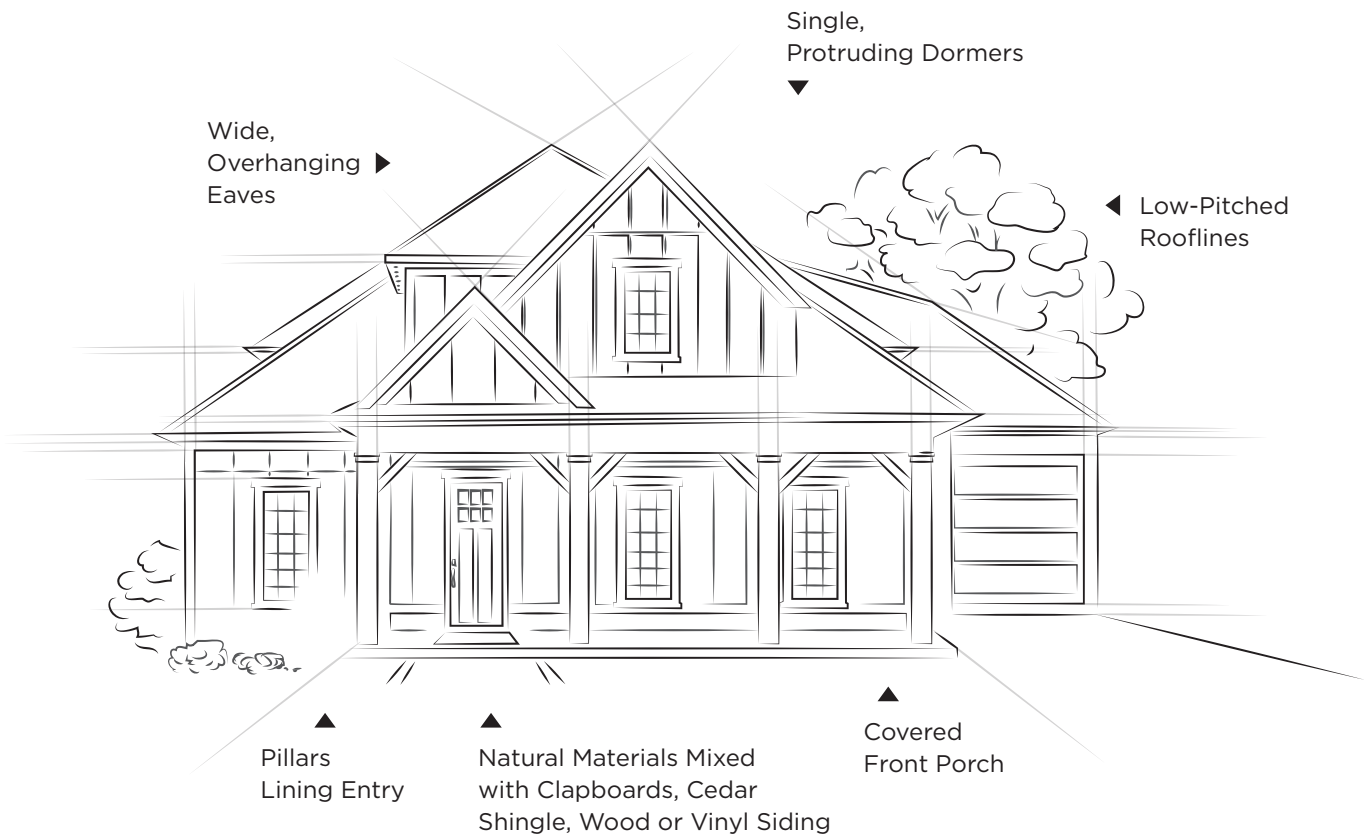 Single,
Protruding Dormers
Wide,
Overhanging
Eaves
Low-Pitched
Rooflines
Pillars
Lining Entry
Natural Materials Mixed
with Clapboards, Cedar
Shingle, Wood or Vinyl Siding
Covered
Front Porch